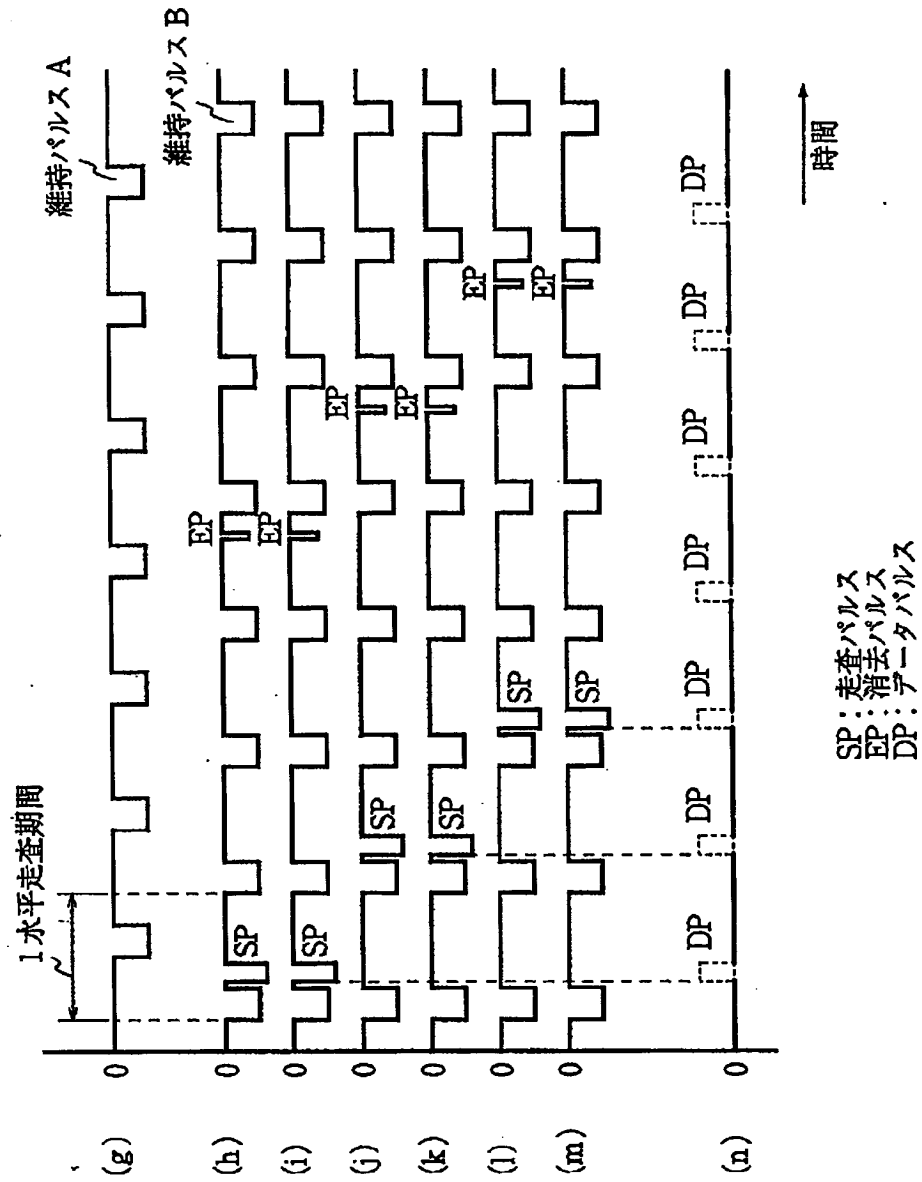 維持パルス A
維持パルス B
1水平走査期間
(g) 0
(h) 0 SP EP
(i) 0 SP EP
(j) 0 SP EP
(k) 0 SP EP
(l) 0 SP EP
(m) 0 SP EP
(n) 0 DP DP DP DP DP DP DP
時間
SP：走査パルス
EP：消去パルス
DP：データパルス